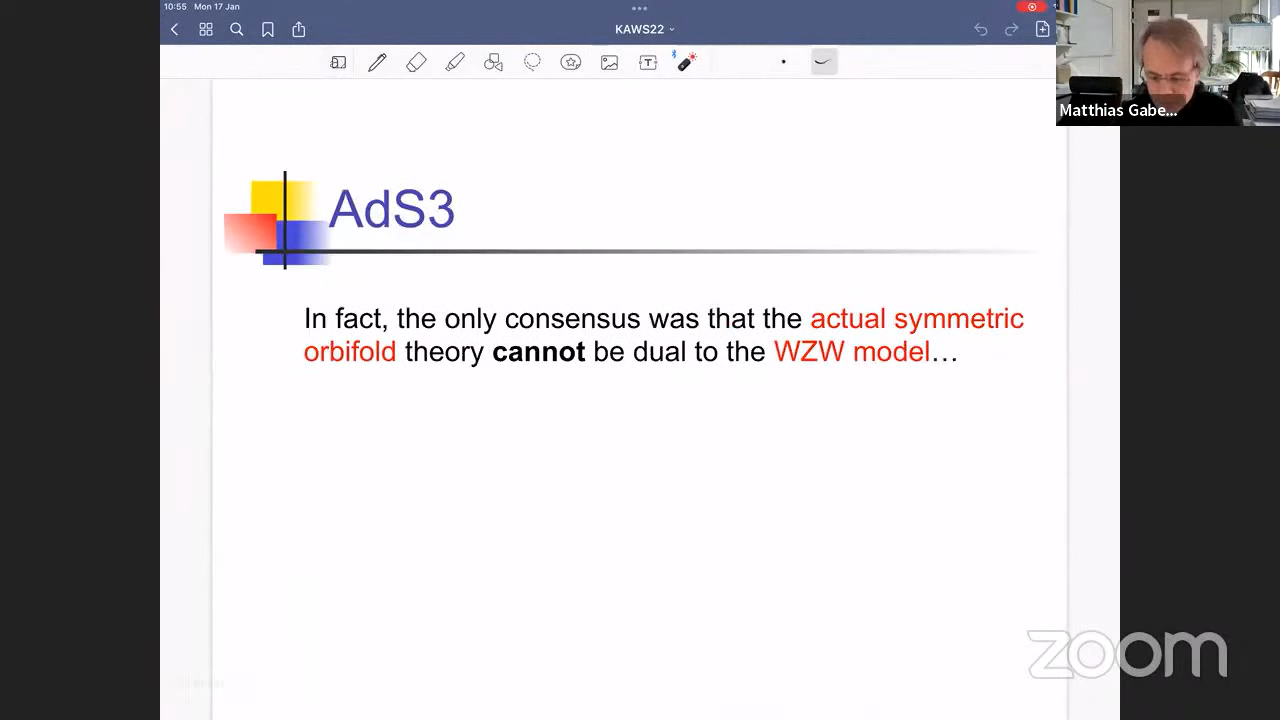 10:55 Mon 17 Jan
KAWS22
Matthias Gabe...
AdS3
In fact, the only consensus was that the actual symmetric
orbifold theory cannot be dual to the WZW model…
zoom